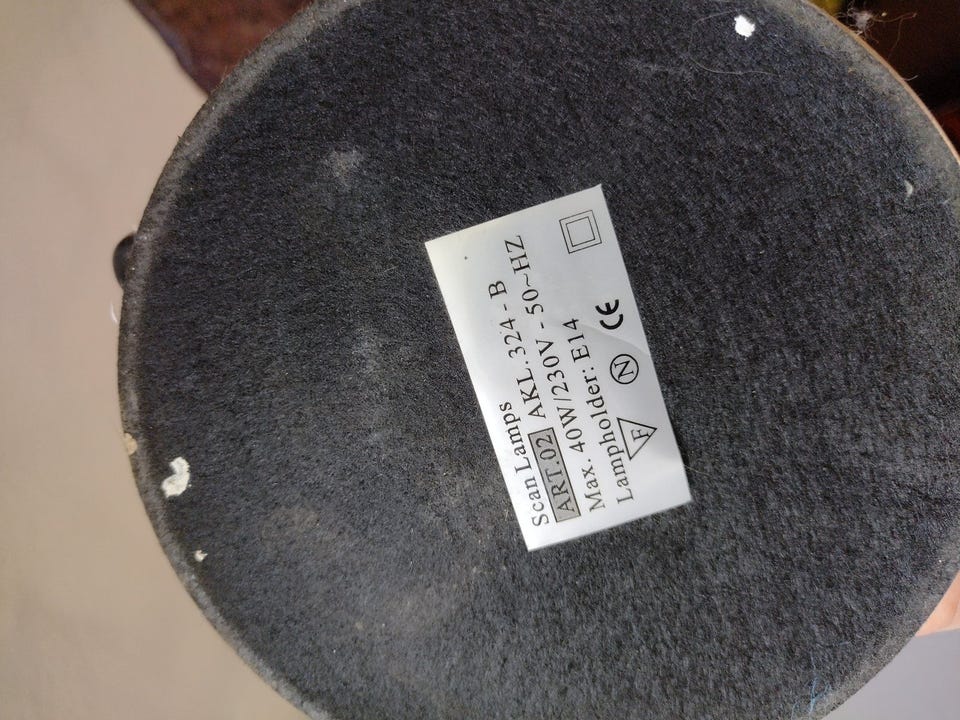 Scan Lamps
ART.02 AKL. 324 - B
Max. 40W/230V - 50~HZ
Lampholder: E14
F N CE